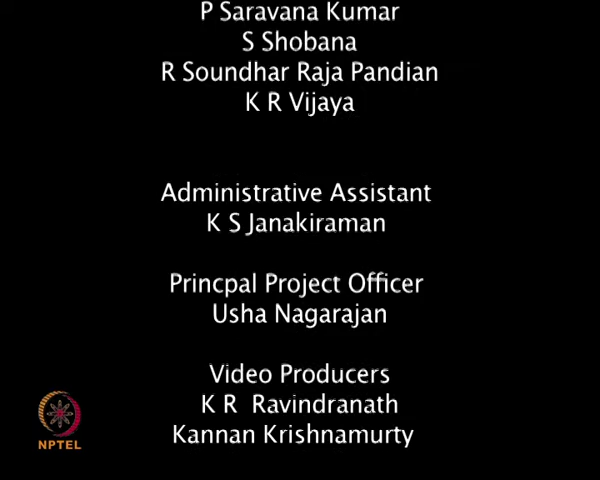 P Saravana Kumar
S Shobana
R Soundhar Raja Pandian
K R Vijaya
Administrative Assistant
K S Janakiraman
Princpal Project Officer
Usha Nagarajan
Video Producers
K R  Ravindranath
Kannan Krishnamurty
NPTEL